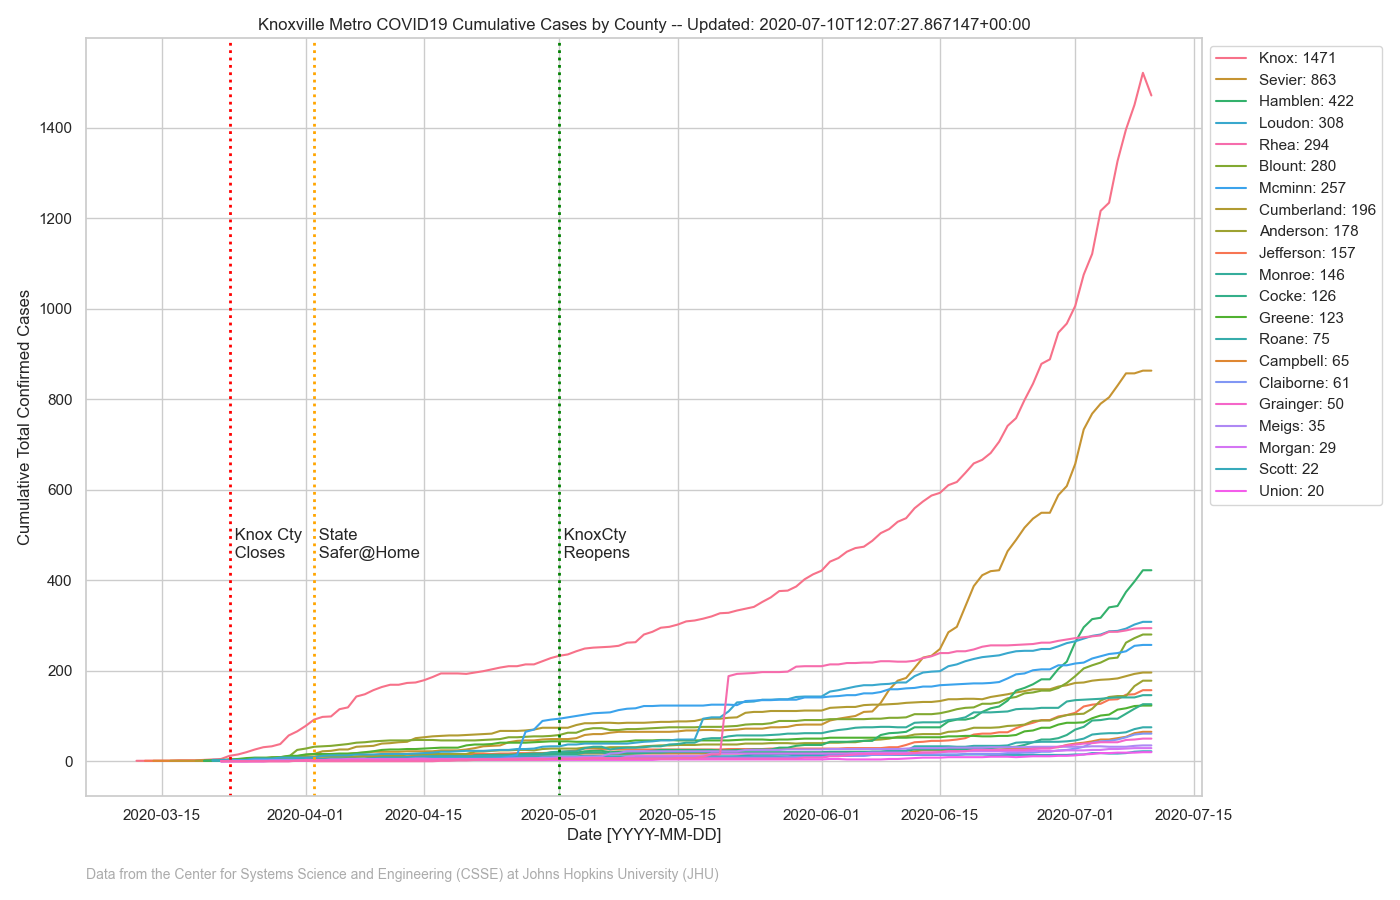 Knoxville Metro COVID19 Cumulative Cases by County -- Updated: 2020-07-10T12:07:27.867147+00:00
Cumulative Total Confirmed Cases
1400
1200
1000
800
600
400
200
0
Knox Cty
Closes
State
Safer@Home
KnoxCty
Reopens
2020-03-15
2020-04-01
2020-04-15
2020-05-01
2020-05-15
2020-06-01
2020-06-15
2020-07-01
2020-07-15
Date [YYYY-MM-DD]
Knox: 1471
Sevier: 863
Hamblen: 422
Loudon: 308
Rhea: 294
Blount: 280
Mcminn: 257
Cumberland: 196
Anderson: 178
Jefferson: 157
Monroe: 146
Cocke: 126
Greene: 123
Roane: 75
Campbell: 65
Claiborne: 61
Grainger: 50
Meigs: 35
Morgan: 29
Scott: 22
Union: 20
Data from the Center for Systems Science and Engineering (CSSE) at Johns Hopkins University (JHU)